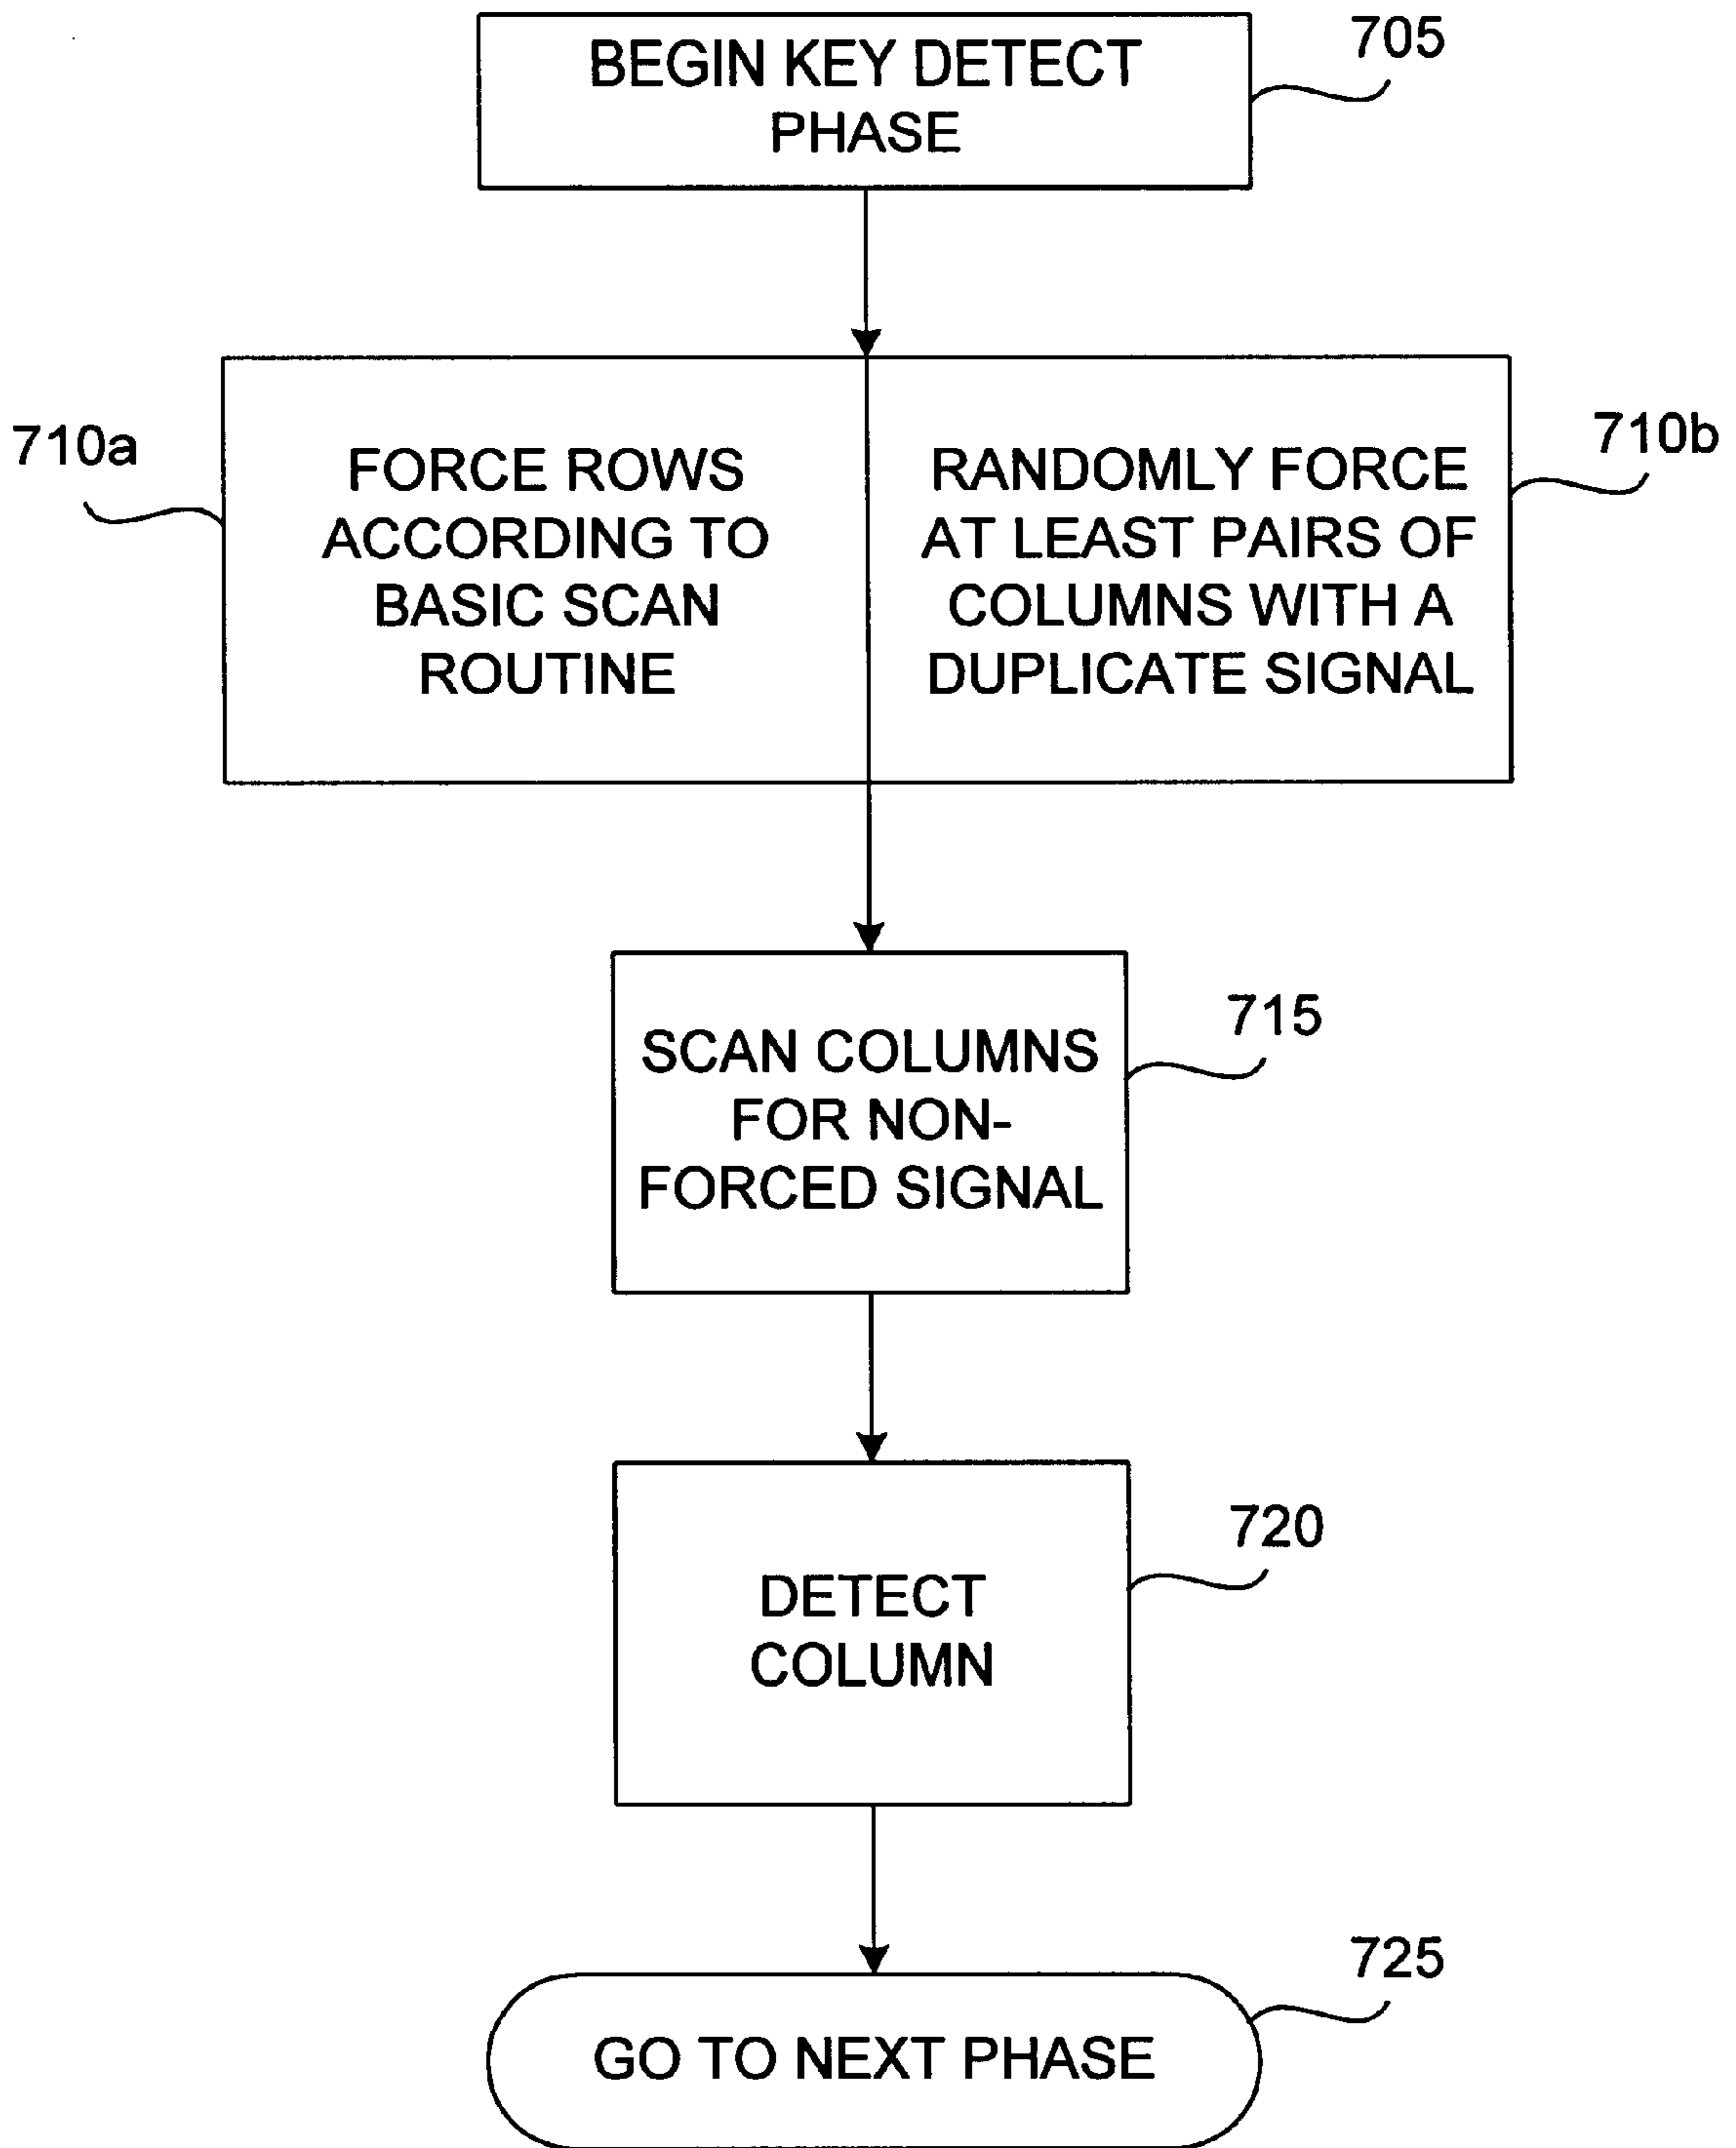 BEGIN KEY DETECT
PHASE
705
710a
FORCE ROWS
ACCORDING TO
BASIC SCAN
ROUTINE
RANDOMLY FORCE
AT LEAST PAIRS OF
COLUMNS WITH A
DUPLICATE SIGNAL
710b
SCAN COLUMNS
FOR NON-
FORCED SIGNAL
715
DETECT
COLUMN
720
GO TO NEXT PHASE
725